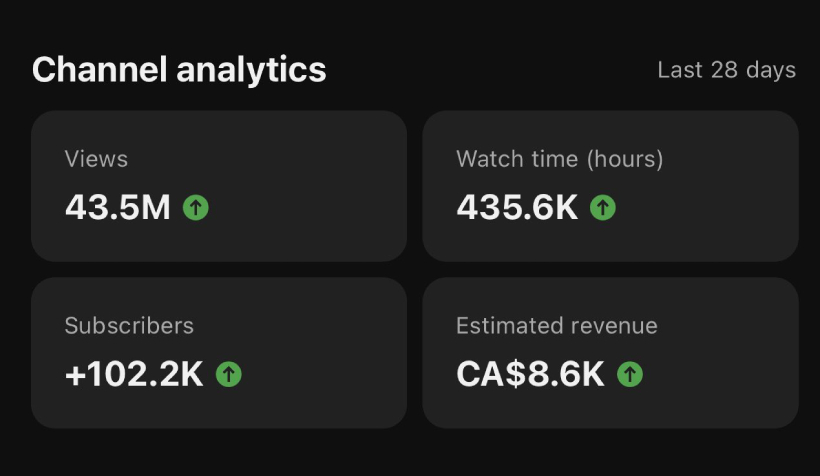 Channel analytics
Last 28 days
Views
43.5M
Watch time (hours)
435.6K
Subscribers
+102.2K
Estimated revenue
CA$8.6K